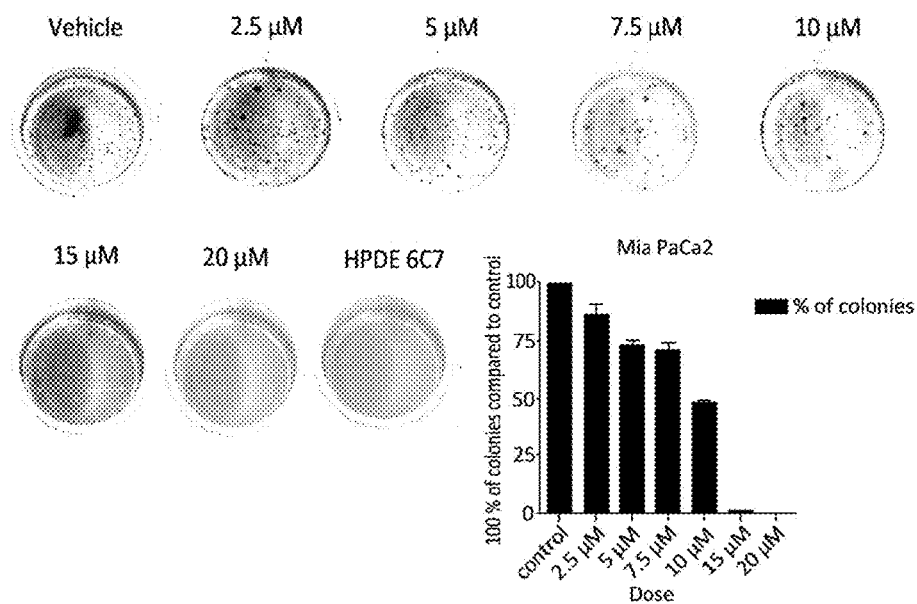 Vehicle
2.5 µM
5 µM
7.5 µM
10 µM
15 µM
20 µM
HPDE 6C7
Mia PaCa2
100 % of colonies compared to control
100
75
50
25
0
% of colonies
control
2.5 µM
5 µM
7.5 µM
10 µM
15 µM
20 µM
Dose